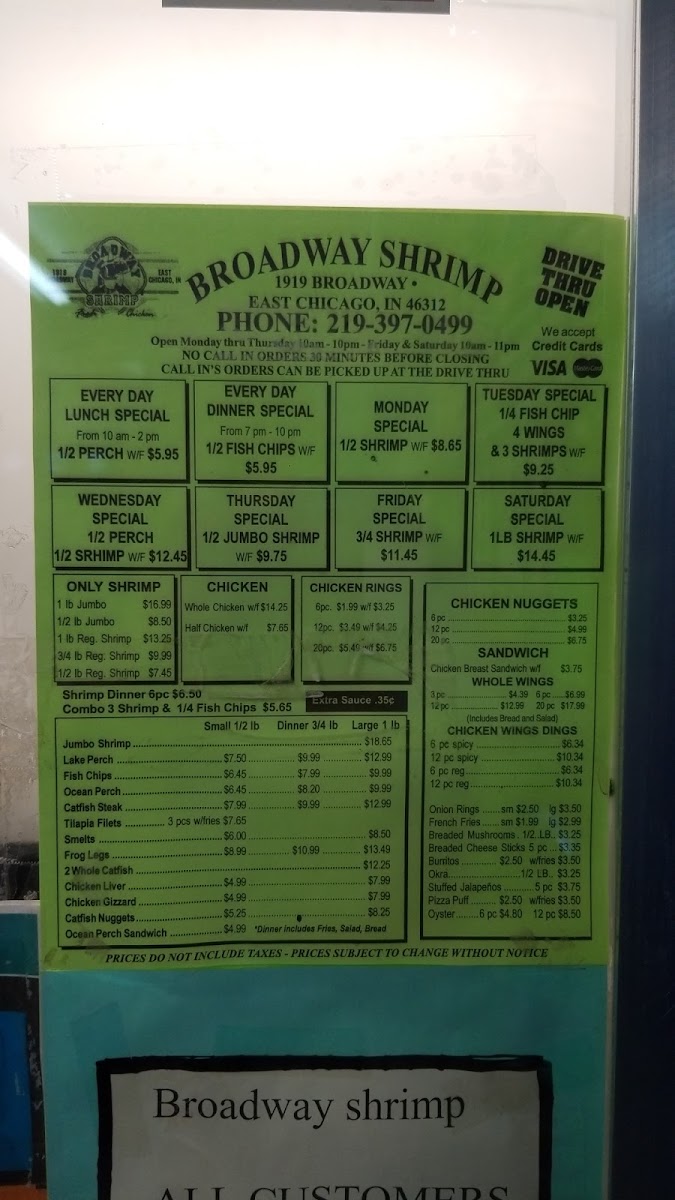 BROADWAY SHRIMP
1919 BROADWAY •
EAST CHICAGO, IN 46312
PHONE: 219-397-0499
BROADWAY
SHRIMP
EAST
CHICAGO, IN
Fresh Chicken
DRIVE
THRU
OPEN
We accept
Credit Cards
VISA MasterCard
Open Monday thru Thursday 10am - 10pm - Friday & Saturday 10am - 11pm
NO CALL IN ORDERS 30 MINUTES BEFORE CLOSING
CALL IN'S ORDERS CAN BE PICKED UP AT THE DRIVE THRU
EVERY DAY
LUNCH SPECIAL
From 10 am - 2 pm
1/2 PERCH W/F $5.95
EVERY DAY
DINNER SPECIAL
From 7 pm - 10 pm
1/2 FISH CHIPS W/F
$5.95
MONDAY
SPECIAL
1/2 SHRIMP W/F $8.65
TUESDAY SPECIAL
1/4 FISH CHIP
4 WINGS
& 3 SHRIMPS W/F
$9.25
WEDNESDAY
SPECIAL
1/2 PERCH
1/2 SRHIMP W/F $12.45
THURSDAY
SPECIAL
1/2 JUMBO SHRIMP
W/F $9.75
FRIDAY
SPECIAL
3/4 SHRIMP W/F
$11.45
SATURDAY
SPECIAL
1LB SHRIMP W/F
$14.45
ONLY SHRIMP
1 lb Jumbo $16.99
1/2 lb Jumbo $8.50
1 lb Reg. Shrimp $13.25
3/4 lb Reg. Shrimp $9.99
1/2 lb Reg. Shrimp $7.45
CHICKEN
Whole Chicken w/f $14.25
Half Chicken w/f $7.65
CHICKEN RINGS
6pc. $1.99 w/f $3.25
12pc. $3.49 w/f $4.25
20pc. $5.49 w/f $6.75
Shrimp Dinner 6pc $6.50
Combo 3 Shrimp & 1/4 Fish Chips $5.65
Extra Sauce .35¢
Small 1/2 lb Dinner 3/4 lb Large 1 lb
Jumbo Shrimp $18.65
Lake Perch $7.50 $9.99 $12.99
Fish Chips $6.45 $7.99 $9.99
Ocean Perch $6.45 $8.20 $9.99
Catfish Steak $7.99 $9.99 $12.99
Tilapia Filets 3 pcs w/fries $7.65
Smelts $6.00 $8.50
Frog Legs $8.99 $10.99 $13.49
2 Whole Catfish $12.25
Chicken Liver $4.99 $7.99
Chicken Gizzard $4.99 $7.99
Catfish Nuggets $5.25 $8.25
Ocean Perch Sandwich $4.99 *Dinner includes Fries, Salad, Bread
CHICKEN NUGGETS
6 pc $3.25
12 pc $4.99
20 pc $6.75
SANDWICH
Chicken Breast Sandwich w/f $3.75
WHOLE WINGS
3 pc $4.39 6 pc $6.99
12 pc $12.99 20 pc $17.99
(Includes Bread and Salad)
CHICKEN WINGS DINGS
6 pc spicy $6.34
12 pc spicy $10.34
6 pc reg $6.34
12 pc reg $10.34
Onion Rings sm $2.50 lg $3.50
French Fries sm $1.99 lg $2.99
Breaded Mushrooms 1/2 LB $3.25
Breaded Cheese Sticks 5 pc $3.35
Burritos $2.50 w/fries $3.50
Okra 1/2 LB $3.25
Stuffed Jalapeños 5 pc $3.75
Pizza Puff $2.50 w/fries $3.50
Oyster 6 pc $4.80 12 pc $8.50
PRICES DO NOT INCLUDE TAXES - PRICES SUBJECT TO CHANGE WITHOUT NOTICE
Broadway shrimp
ALL CUSTOMERS